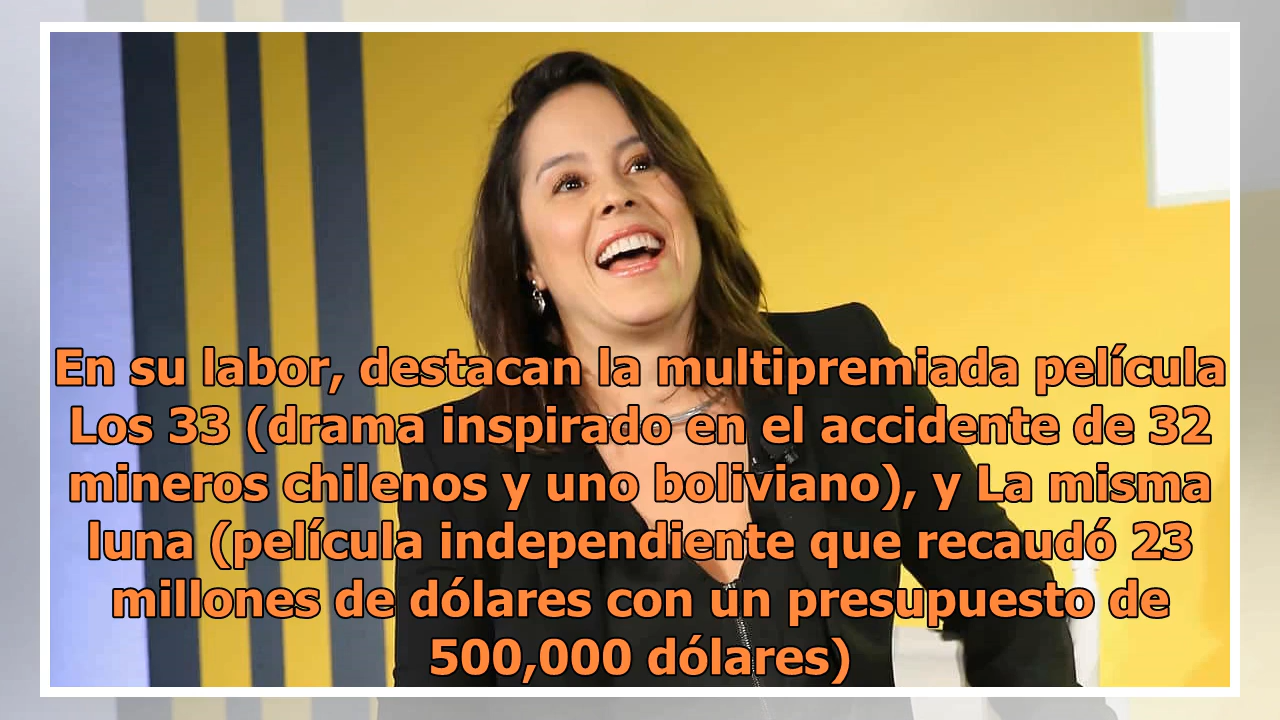 En su labor, destacan la multipremiada película
Los 33 (drama inspirado en el accidente de 32
mineros chilenos y uno boliviano), y La misma
luna (película independiente que recaudó 23
millones de dólares con un presupuesto de
500,000 dólares)